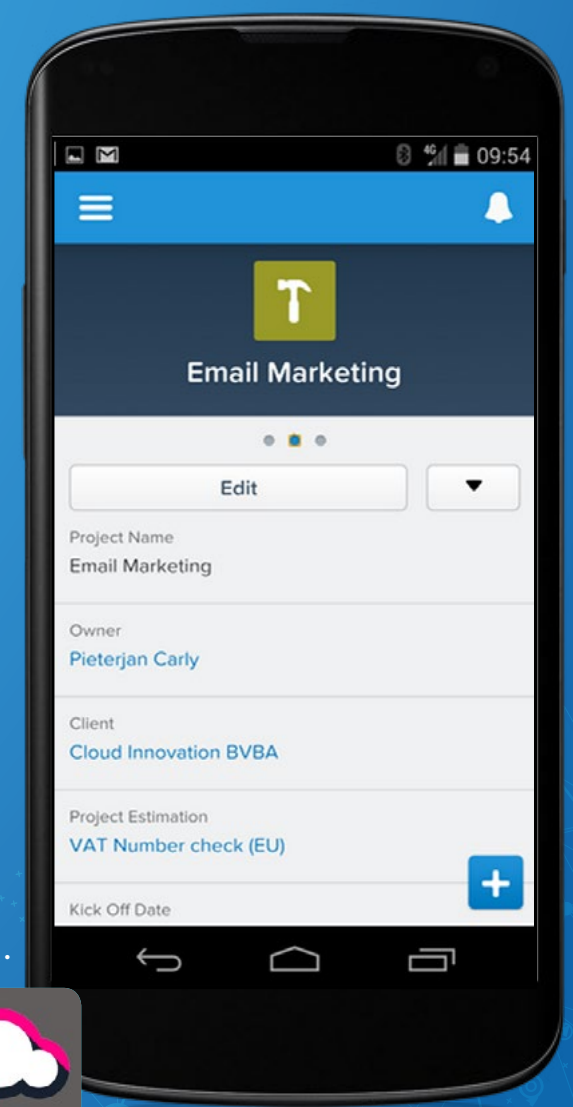 4G 09:54
Email Marketing
Edit
Project Name
Email Marketing
Owner
Pieterjan Carly
Client
Cloud Innovation BVBA
Project Estimation
VAT Number check (EU)
Kick Off Date